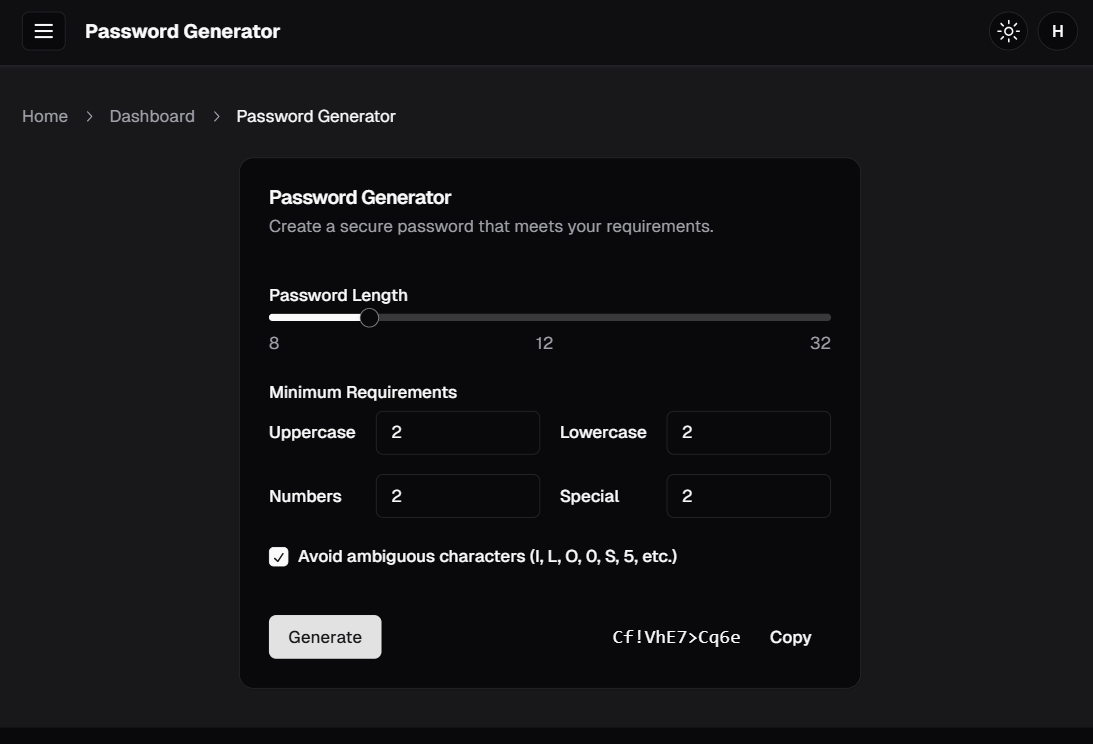 Password Generator
H
Home > Dashboard > Password Generator
Password Generator
Create a secure password that meets your requirements.
Password Length
8 12 32
Minimum Requirements
Uppercase 2 Lowercase 2
Numbers 2 Special 2
Avoid ambiguous characters (I, L, O, 0, S, 5, etc.)
Generate Cf!VhE7>Cq6e Copy